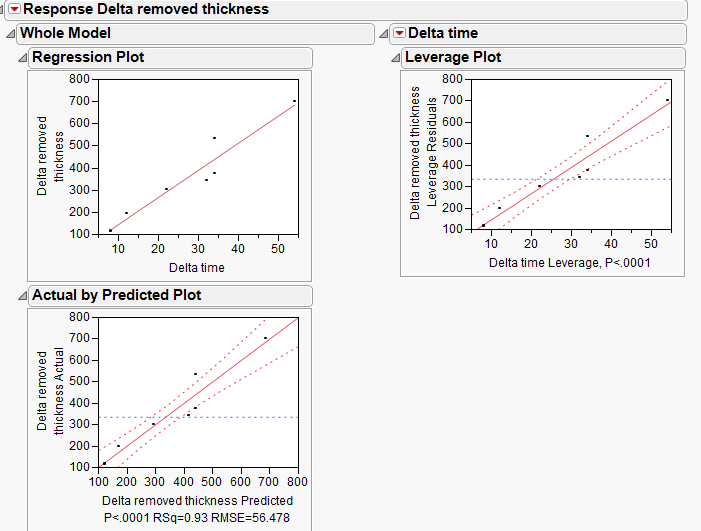 Response Delta removed thickness
Whole Model
Regression Plot
800
700
600
500
400
300
200
100
Delta removed
thickness
10 20 30 40 50
Delta time
Actual by Predicted Plot
800
700
600
500
400
300
200
100
Delta removed
thickness Actual
100 200 300 400 500 600 700 800
Delta removed thickness Predicted
P<.0001 RSq=0.93 RMSE=56.478
Delta time
Leverage Plot
800
700
600
500
400
300
200
100
Delta removed thickness
Leverage Residuals
10 20 30 40 50
Delta time Leverage, P<.0001